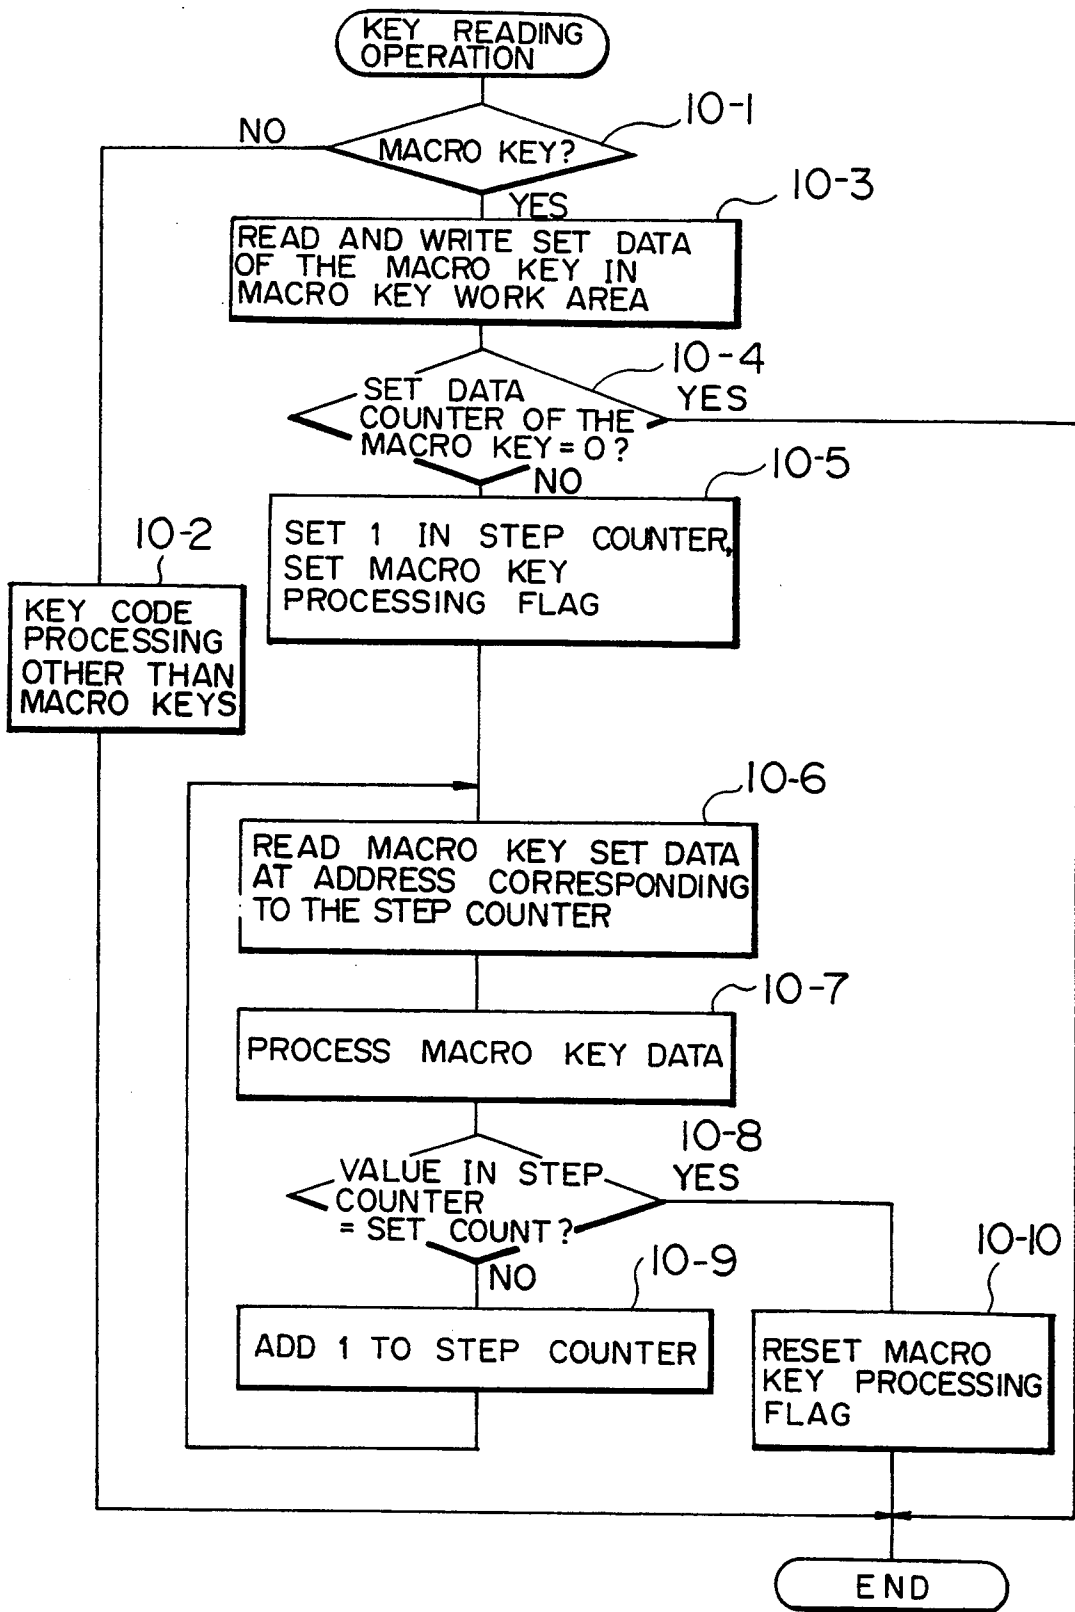 KEY READING
OPERATION
10-1
NO
MACRO KEY?
10-3
YES
READ AND WRITE SET DATA
OF THE MACRO KEY IN
MACRO KEY WORK AREA
10-4
SET DATA
YES
COUNTER OF THE
MACRO KEY=0?
10-5
NO
10-2
SET 1 IN STEP COUNTER,
SET MACRO KEY
PROCESSING FLAG
KEY CODE
PROCESSING
OTHER THAN
MACRO KEYS
10-6
READ MACRO KEY SET DATA
AT ADDRESS CORRESPONDING
TO THE STEP COUNTER
10-7
PROCESS MACRO KEY DATA
10-8
VALUE IN STEP
YES
COUNTER
= SET COUNT?
10-9
10-10
NO
ADD 1 TO STEP COUNTER
RESET MACRO
KEY PROCESSING
FLAG
END